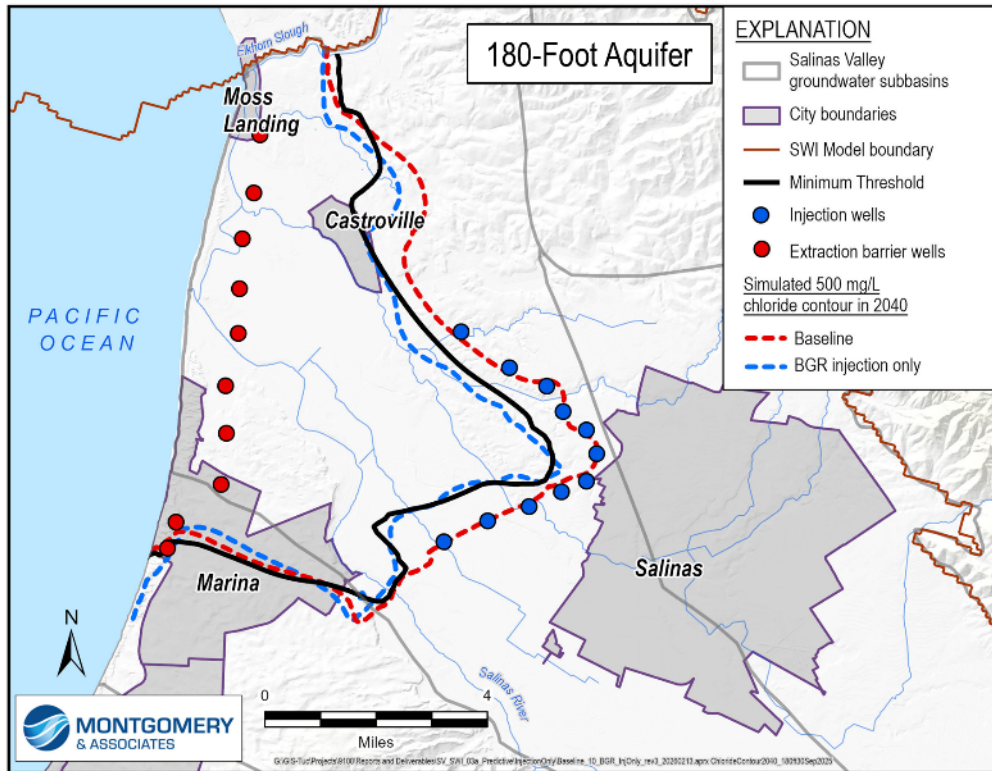 180-Foot Aquifer
EXPLANATION
Salinas Valley
groundwater subbasins
City boundaries
SWI Model boundary
Minimum Threshold
Injection wells
Extraction barrier wells
Simulated 500 mg/L
chloride contour in 2040
Baseline
BGR injection only
Elkhorn Slough
Moss
Landing
Castroville
PACIFIC
OCEAN
Marina
Salinas
Salinas River
N
0 4
Miles
MONTGOMERY
& ASSOCIATES